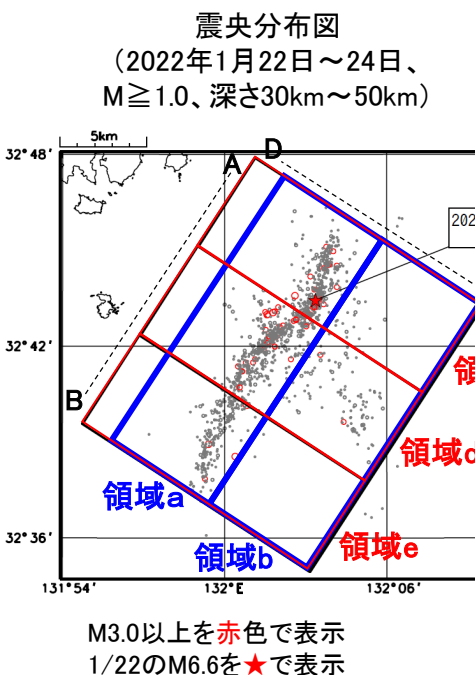 震央分布図
（2022年1月22日～24日、
M≧1.0、深さ30km～50km）
5km
32°48′
A
D
202
32°42′
B
領
領域d
領域a
32°36′
領域b
領域e
131°54′
132°E
132°06′
M3.0以上を赤色で表示
1/22のM6.6を★で表示